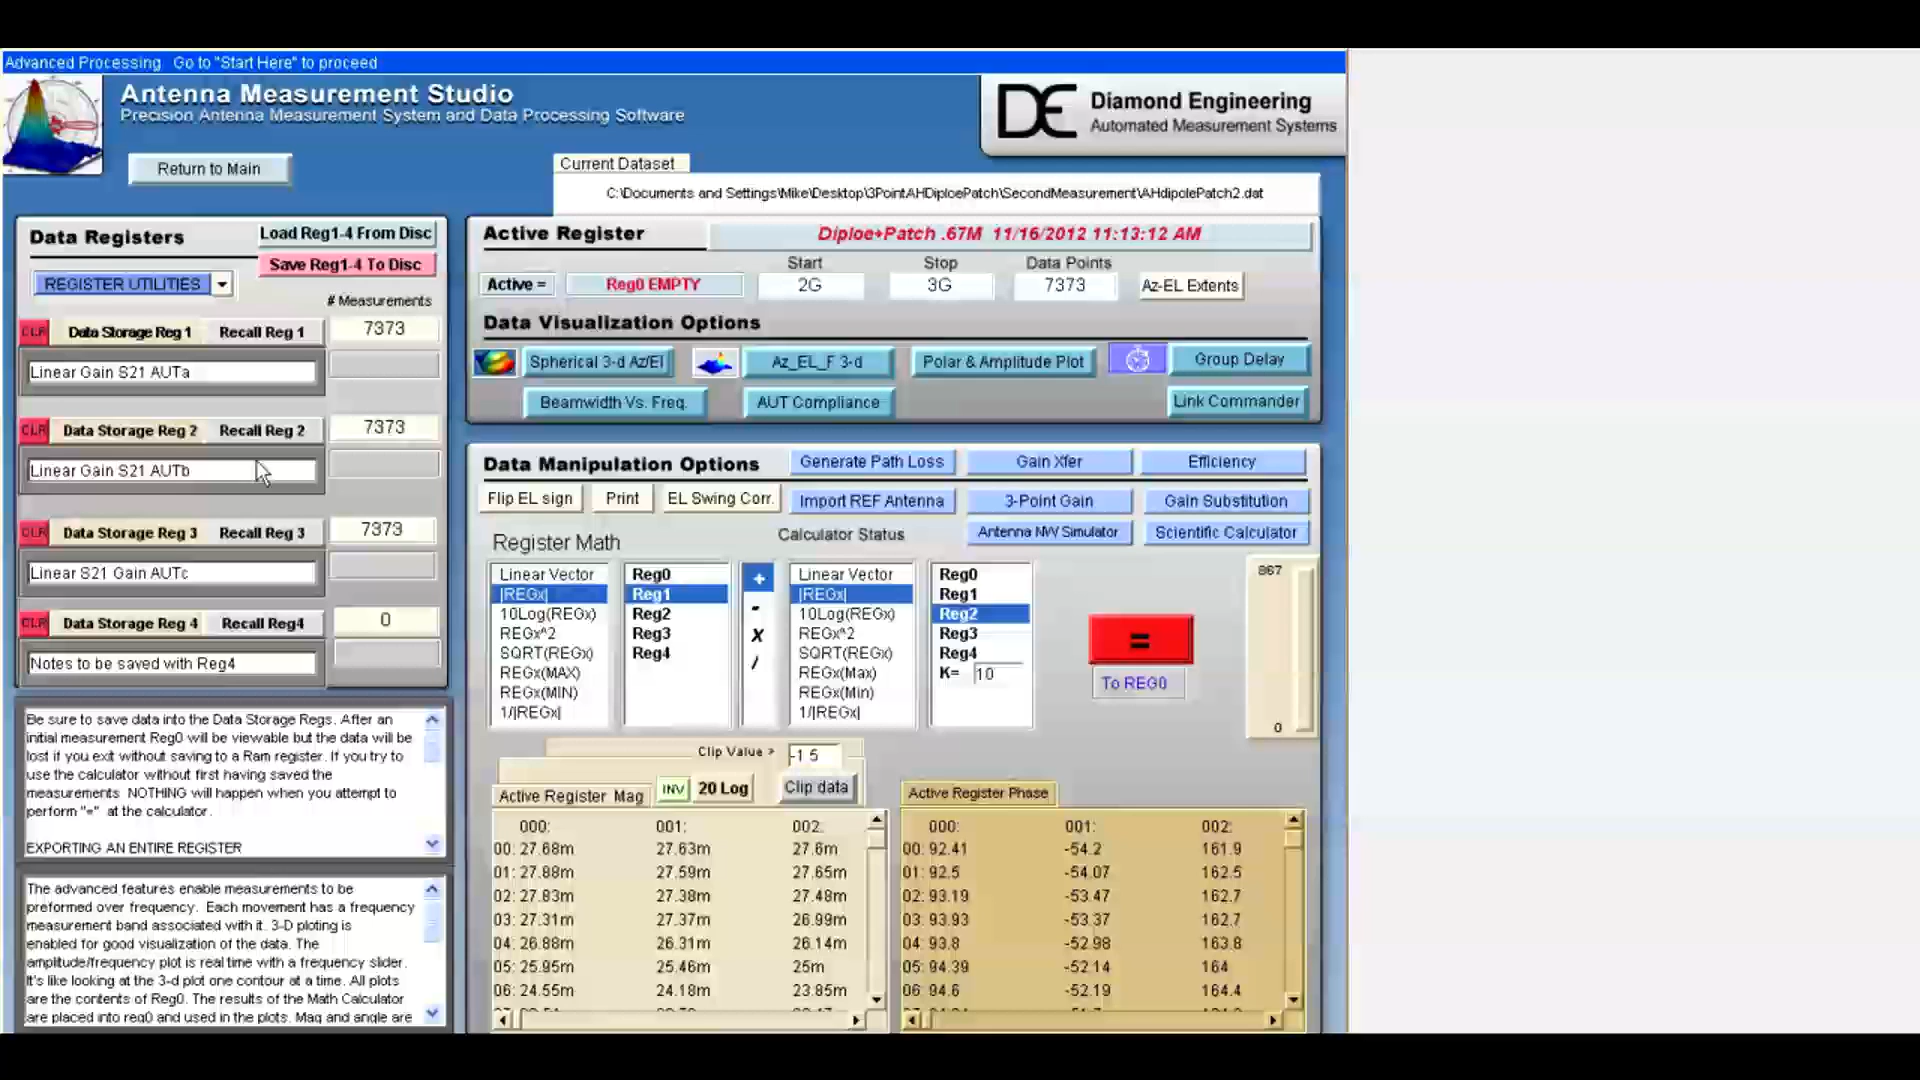 Advanced Processing   Go to "Start Here" to proceed
Antenna Measurement Studio
Precision Antenna Measurement System and Data Processing Software
DE
Diamond Engineering
Automated Measurement Systems
Return to Main
Current Dataset
C:\Documents and Settings\Mike\Desktop\3PointAHDiploePatch\SecondMeasurement\AHdipolePatch2.dat
Data Registers
Load Reg1-4 From Disc
Save Reg1-4 To Disc
REGISTER UTILITIES
# Measurements
CLR Data Storage Reg 1 Recall Reg 1 7373
Linear Gain S21 AUTa
CLR Data Storage Reg 2 Recall Reg 2 7373
Linear Gain S21 AUTb
CLR Data Storage Reg 3 Recall Reg 3 7373
Linear S21 Gain AUTc
CLR Data Storage Reg 4 Recall Reg4 0
Notes to be saved with Reg4
Be sure to save data into the Data Storage Regs. After an
initial measurement Reg0 will be viewable but the data will be
lost if you exit without saving to a Ram register. If you try to
use the calculator without first having saved the
measurements NOTHING will happen when you attempt to
perform "=" at the calculator.
EXPORTING AN ENTIRE REGISTER
The advanced features enable measurements to be
preformed over frequency. Each movement has a frequency
measurement band associated with it. 3-D ploting is
enabled for good visualization of the data. The
amplitude/frequency plot is real time with a frequency slider.
It's like looking at the 3-d plot one contour at a time. All plots
are the contents of Reg0. The results of the Math Calculator
are placed into reg0 and used in the plots. Mag and angle are
Active Register
Diploe+Patch .67M 11/16/2012 11:13:12 AM
Start Stop Data Points
Active = Reg0 EMPTY 2G 3G 7373 Az-EL Extents
Data Visualization Options
Spherical 3-d Az/El Az_EL_F 3-d Polar & Amplitude Plot Group Delay
Beamwidth Vs. Freq. AUT Compliance Link Commander
Data Manipulation Options Generate Path Loss Gain Xfer Efficiency
Flip EL sign Print EL Swing Corr. Import REF Antenna 3-Point Gain Gain Substitution
Register Math Calculator Status Antenna NW Simulator Scientific Calculator
Linear Vector Reg0 + Linear Vector Reg0 867
|REGx| Reg1 |REGx| Reg1
10Log(REGx) Reg2 - 10Log(REGx) Reg2
REGx^2 Reg3 X REGx^2 Reg3 =
SQRT(REGx) Reg4 / SQRT(REGx) Reg4
REGx(MAX) REGx(Max) K= 10 To REG0
REGx(MIN) REGx(Min)
1/|REGx| 1/|REGx| 0
Clip Value > -1 5
Active Register Mag INV 20 Log Clip data Active Register Phase
000: 001: 002: 000: 001: 002:
00: 27.68m 27.63m 27.6m 00: 92.41 -54.2 161.9
01: 27.88m 27.59m 27.65m 01: 92.5 -54.07 162.5
02: 27.83m 27.38m 27.48m 02: 93.19 -53.47 162.7
03: 27.31m 27.37m 26.99m 03: 93.93 -53.37 162.7
04: 26.88m 26.31m 26.14m 04: 93.8 -52.98 163.8
05: 25.95m 25.46m 25m 05: 94.39 -52.14 164
06: 24.55m 24.18m 23.85m 06: 94.6 -52.19 164.4